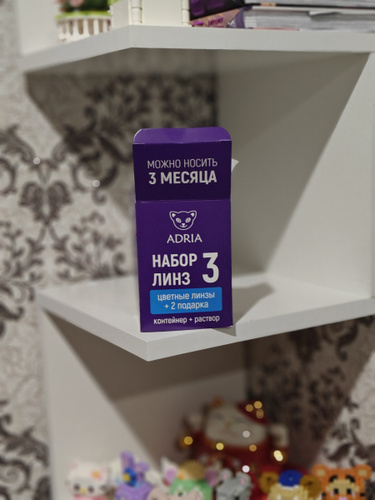 МОЖНО НОСИТЬ
3 МЕСЯЦА
ADRIA
НАБОР 3
ЛИНЗ
цветные линзы
+ 2 подарка
контейнер + раствор